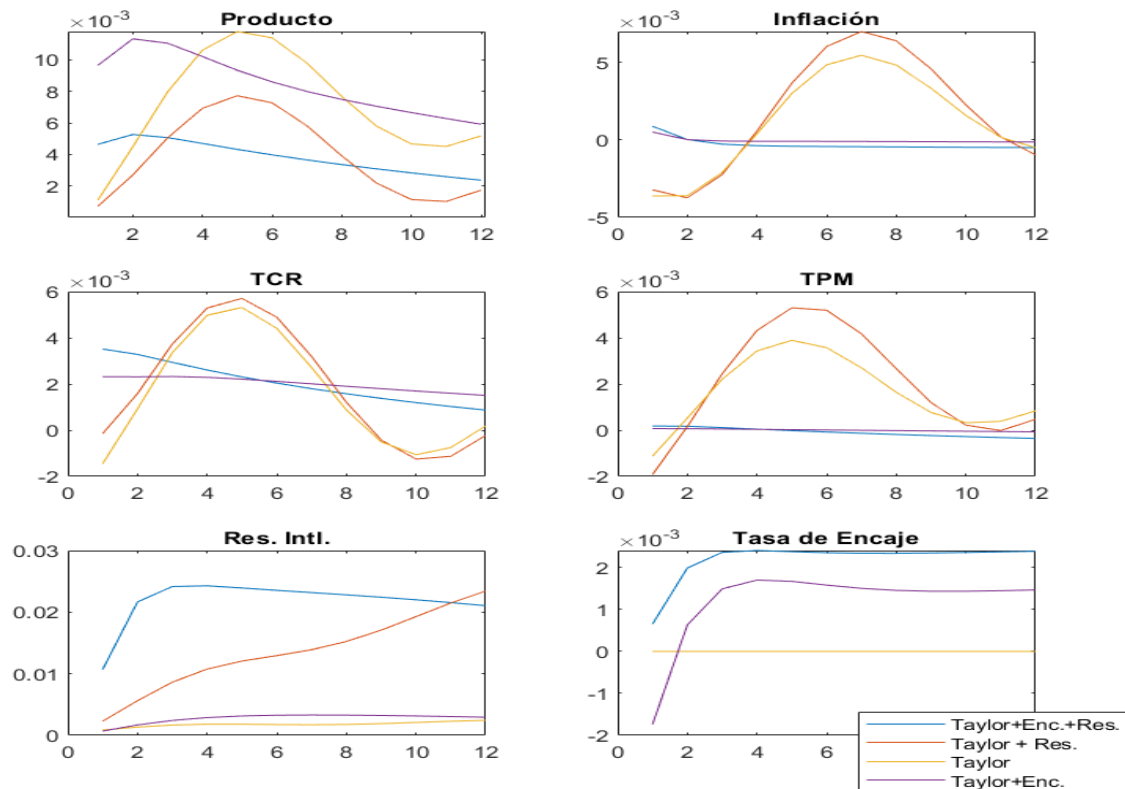 Producto
×10⁻³
10
8
6
4
2
2 4 6 8 10 12
Inflación
×10⁻³
5
0
-5
0 2 4 6 8 10 12
TCR
×10⁻³
6
4
2
0
-2
0 2 4 6 8 10 12
TPM
×10⁻³
6
4
2
0
-2
0 2 4 6 8 10 12
Res. Intl.
0.03
0.02
0.01
0
0 2 4 6 8 10 12
Tasa de Encaje
×10⁻³
2
1
0
-1
-2
0 2 4 6
Taylor+Enc.+Res.
Taylor + Res.
Taylor
Taylor+Enc.